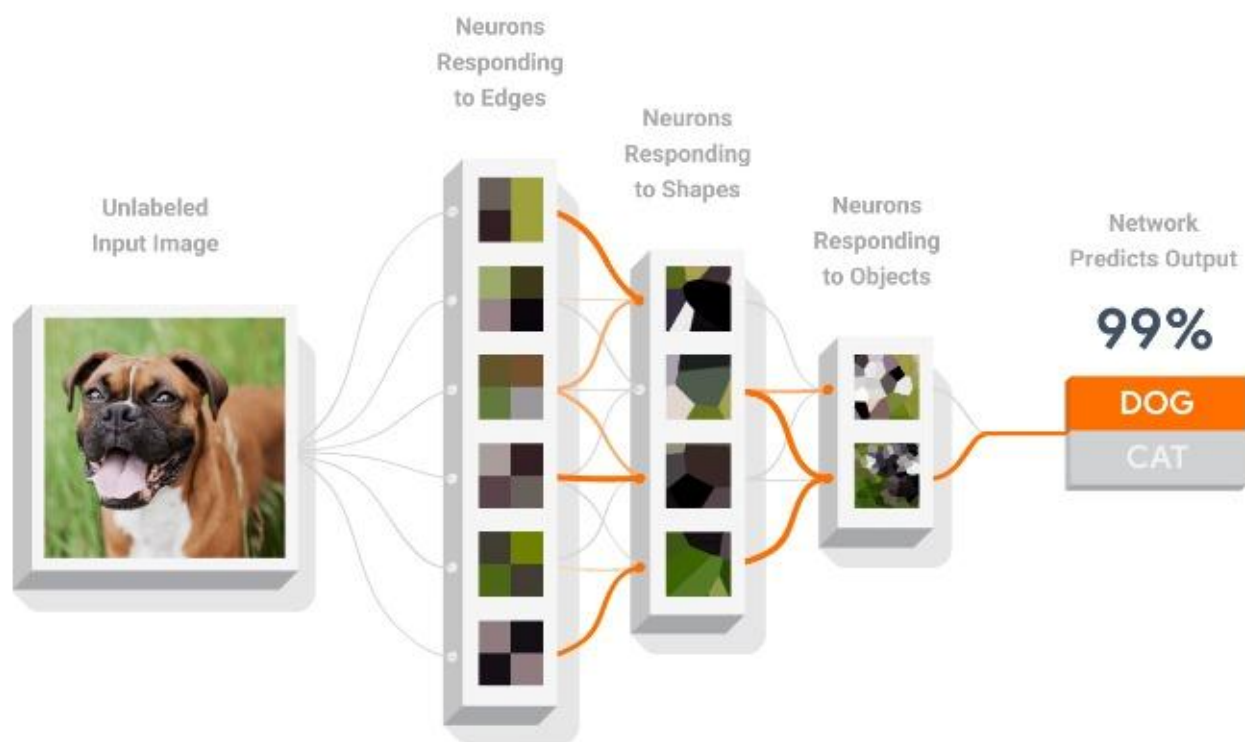 Neurons
Responding
to Edges
Neurons
Responding
to Shapes
Unlabeled
Input Image
Neurons
Responding
to Objects
Network
Predicts Output
99%
DOG
CAT